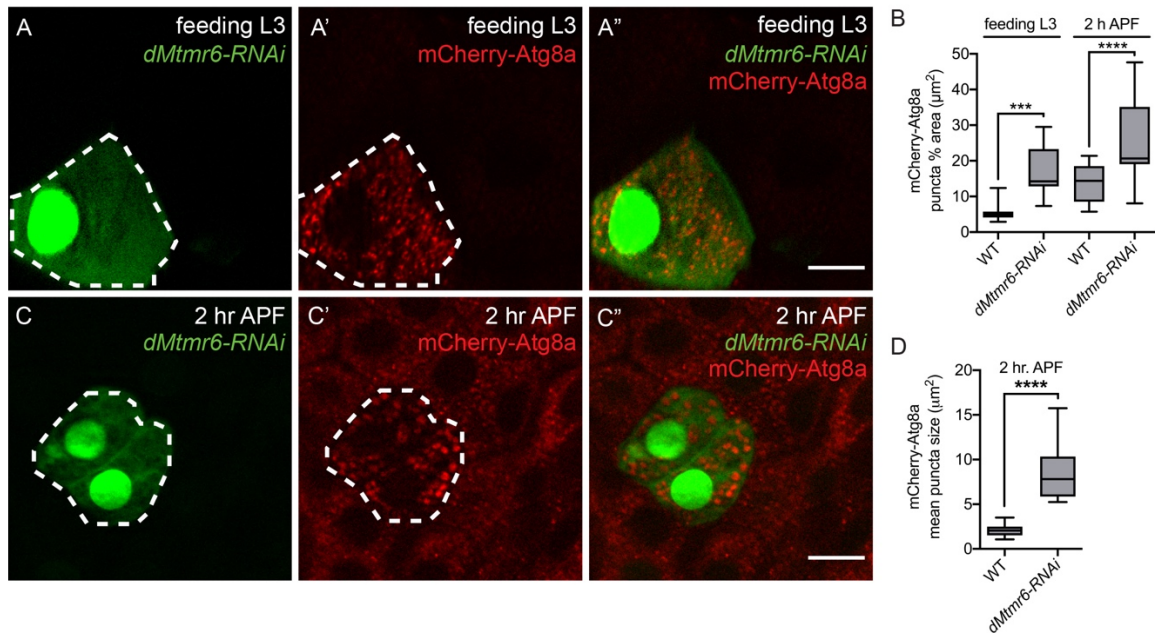 A
feeding L3
dMtmr6-RNAi
A'
feeding L3
mCherry-Atg8a
A"
feeding L3
dMtmr6-RNAi
mCherry-Atg8a
B
feeding L3
2 h APF
****
***
mCherry-Atg8a
puncta % area (μm²)
50
40
30
20
10
0
WT
dMtmr6-RNAi
WT
dMtmr6-RNAi
C
2 hr APF
dMtmr6-RNAi
C'
2 hr APF
mCherry-Atg8a
C"
2 hr APF
dMtmr6-RNAi
mCherry-Atg8a
D
2 hr. APF
****
mCherry-Atg8a
mean puncta size (μm²)
20
15
10
5
0
WT
dMtmr6-RNAi